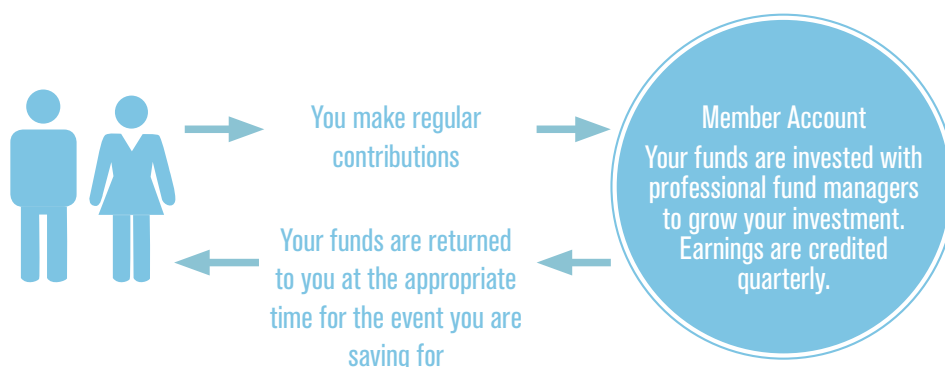 You make regular
contributions
Member Account
Your funds are invested with
professional fund managers
to grow your investment.
Earnings are credited
quarterly.
Your funds are returned
to you at the appropriate
time for the event you are
saving for